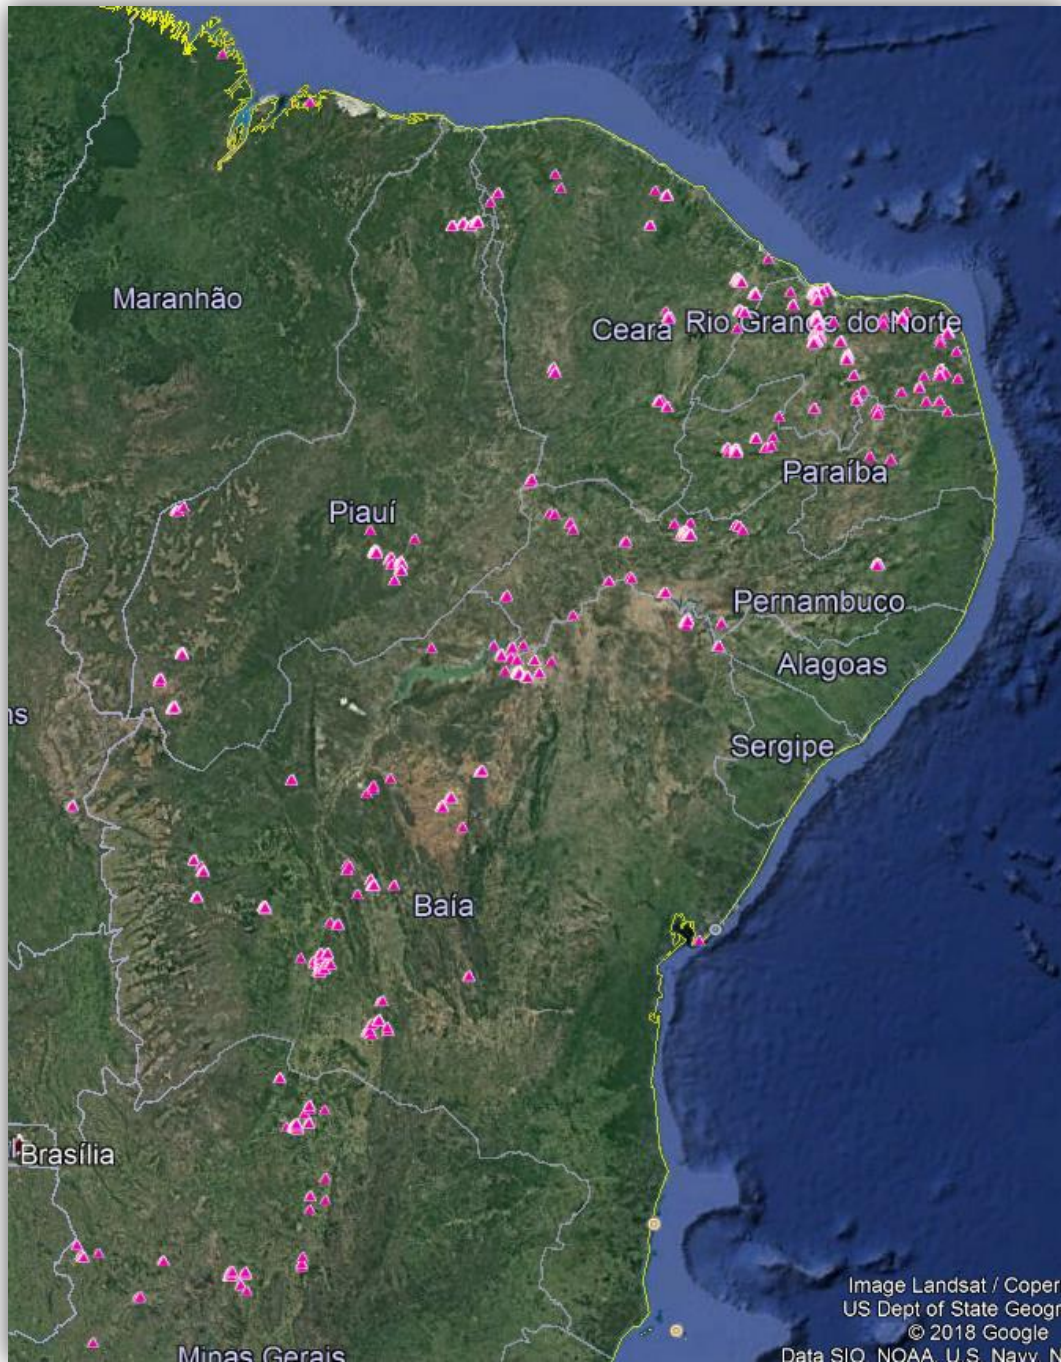 Maranhão
Ceará
Rio Grande do Norte
Paraíba
Piauí
Pernambuco
Alagoas
ns
Sergipe
Baía
Brasília
Image Landsat / Coper
US Dept of State Geogr
© 2018 Google
Minas Gerais
Data SIO, NOAA, U.S. Navy, N